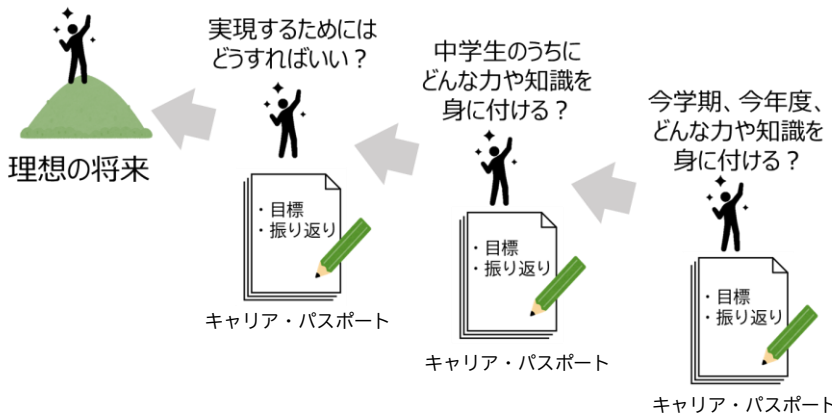 実現するためには
どうすればいい？
中学生のうちに
どんな力や知識を
身に付ける？
今学期、今年度、
どんな力や知識を
身に付ける？
理想の将来
・目標
・振り返り
キャリア・パスポート
・目標
・振り返り
キャリア・パスポート
・目標
・振り返り
キャリア・パスポート